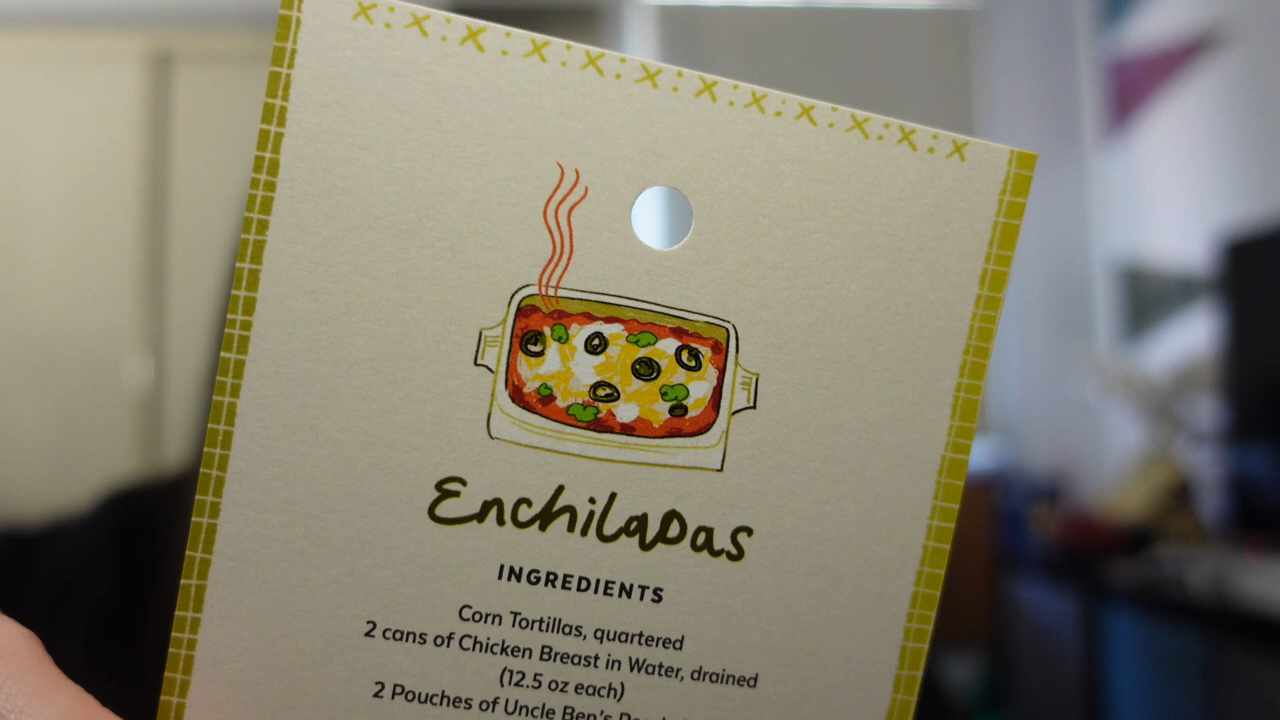 Enchiladas
INGREDIENTS
Corn Tortillas, quartered
2 cans of Chicken Breast in Water, drained
(12.5 oz each)
2 Pouches of Uncle Ben's